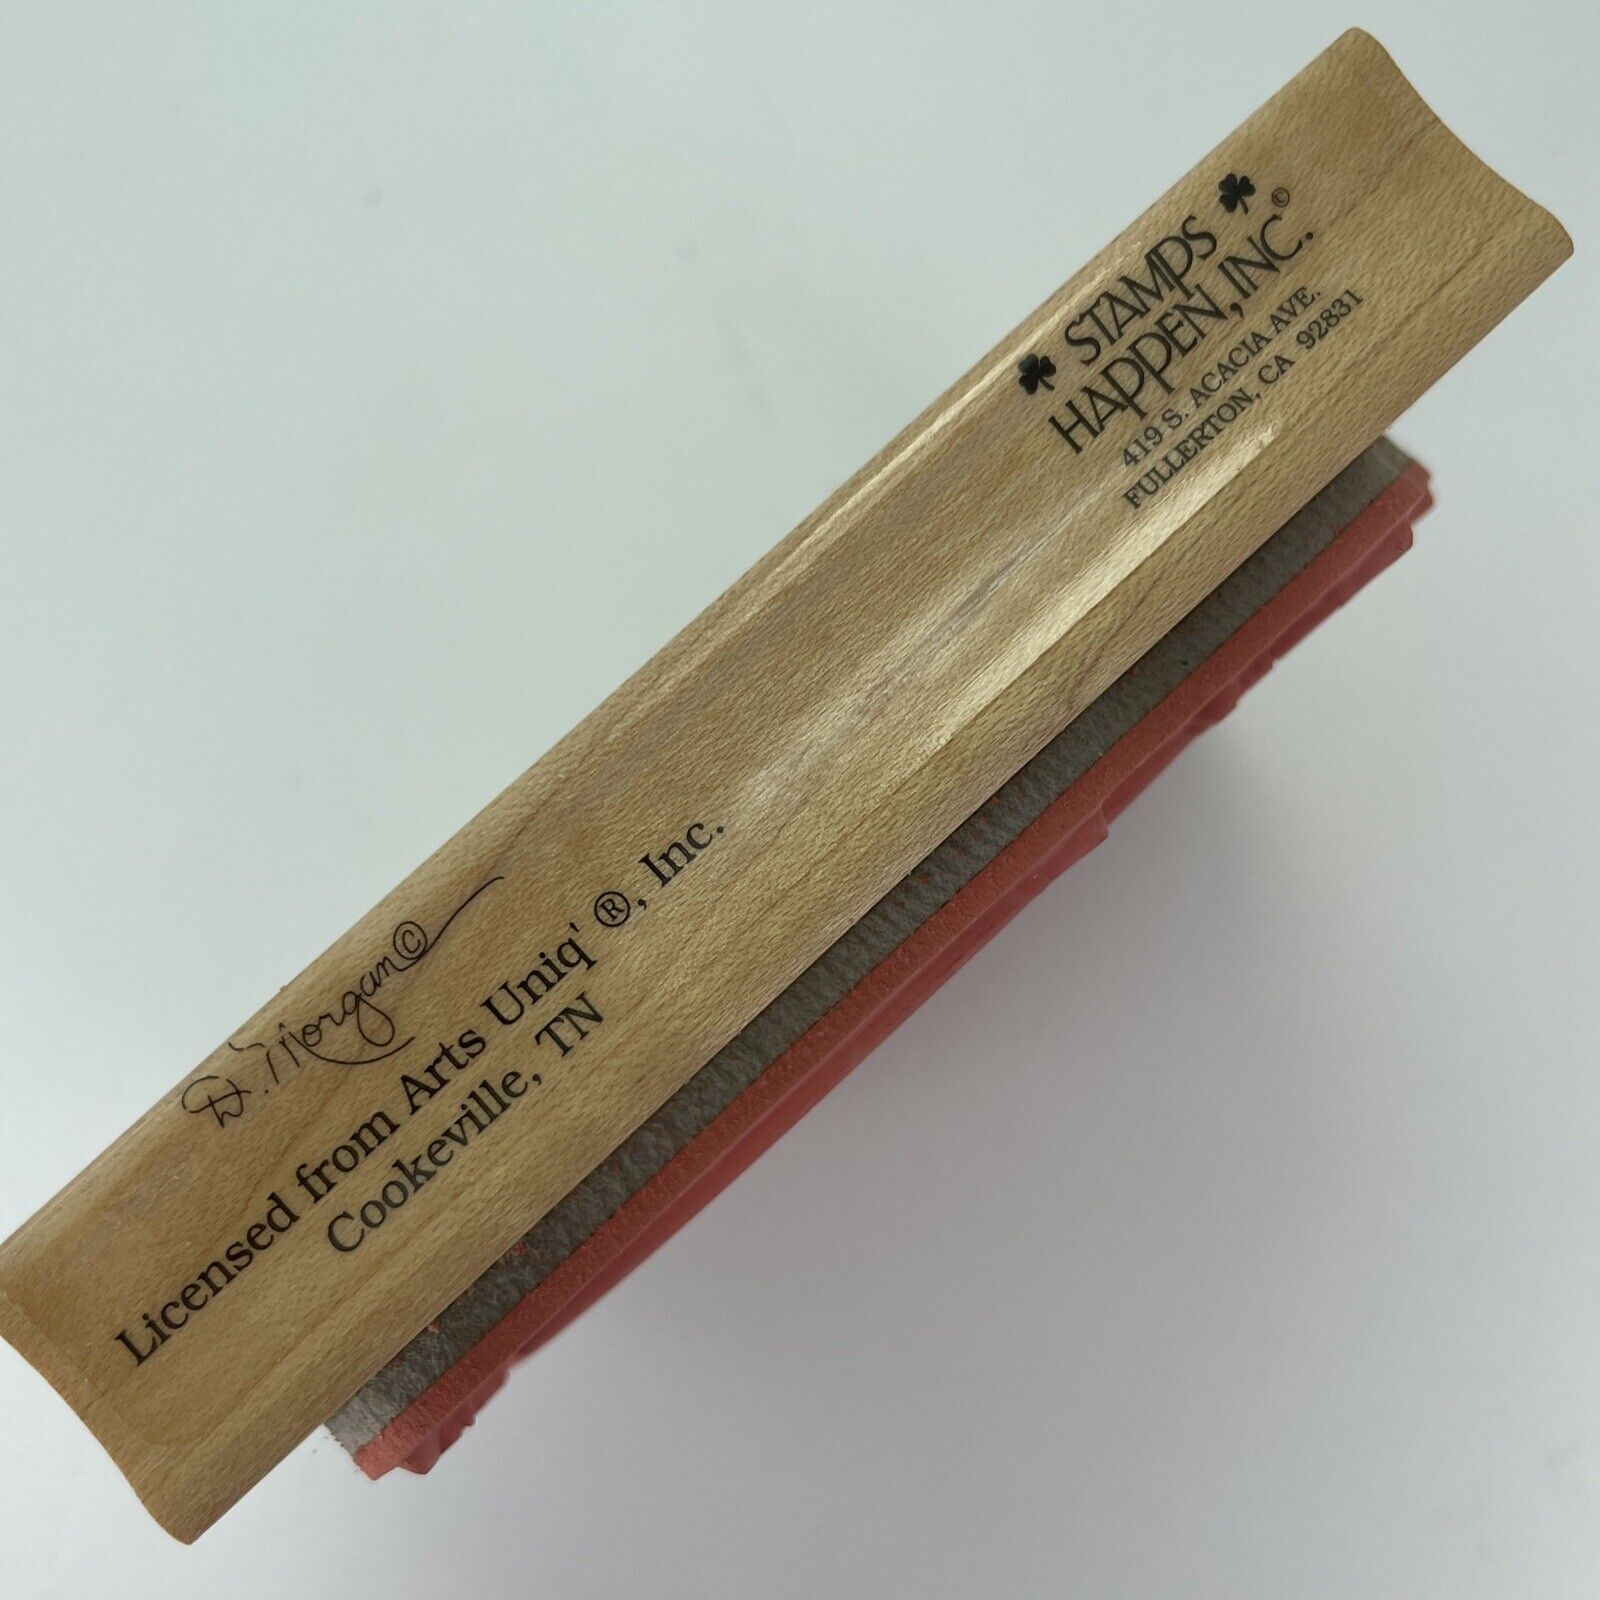 STAMPS
HAPPEN, INC.©
419 S. ACACIA AVE.
FULLERTON, CA 92831
D. Morgan©
Licensed from Arts Uniq' ®, Inc.
Cookeville, TN